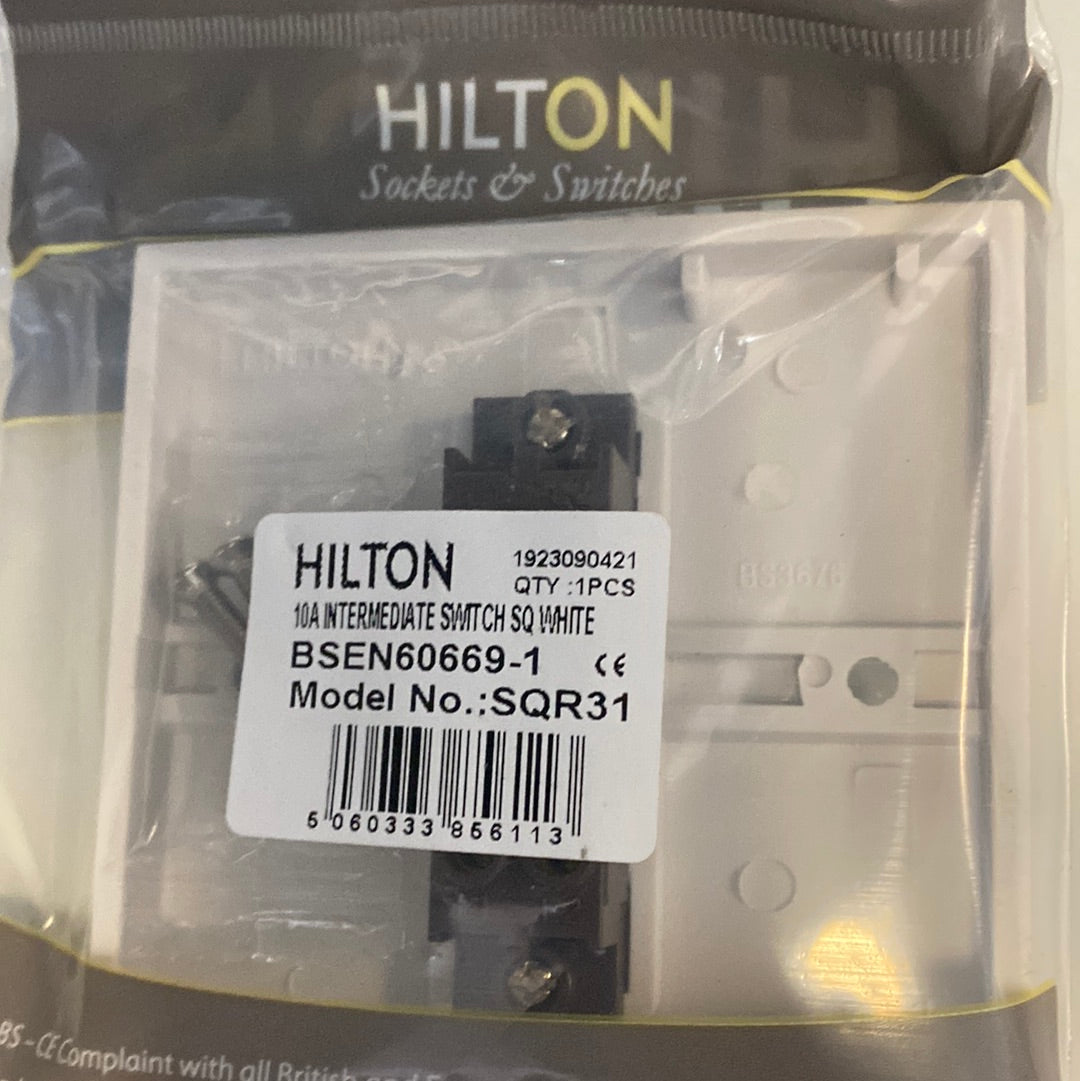 HILTON
Sockets & Switches
BS3676
HILTON
1923090421
QTY :1PCS
10A INTERMEDIATE SWITCH SQ WHITE
BSEN60669-1 CE
Model No.:SQR31
5 060333 856113
BS - CE Complaint with all British and